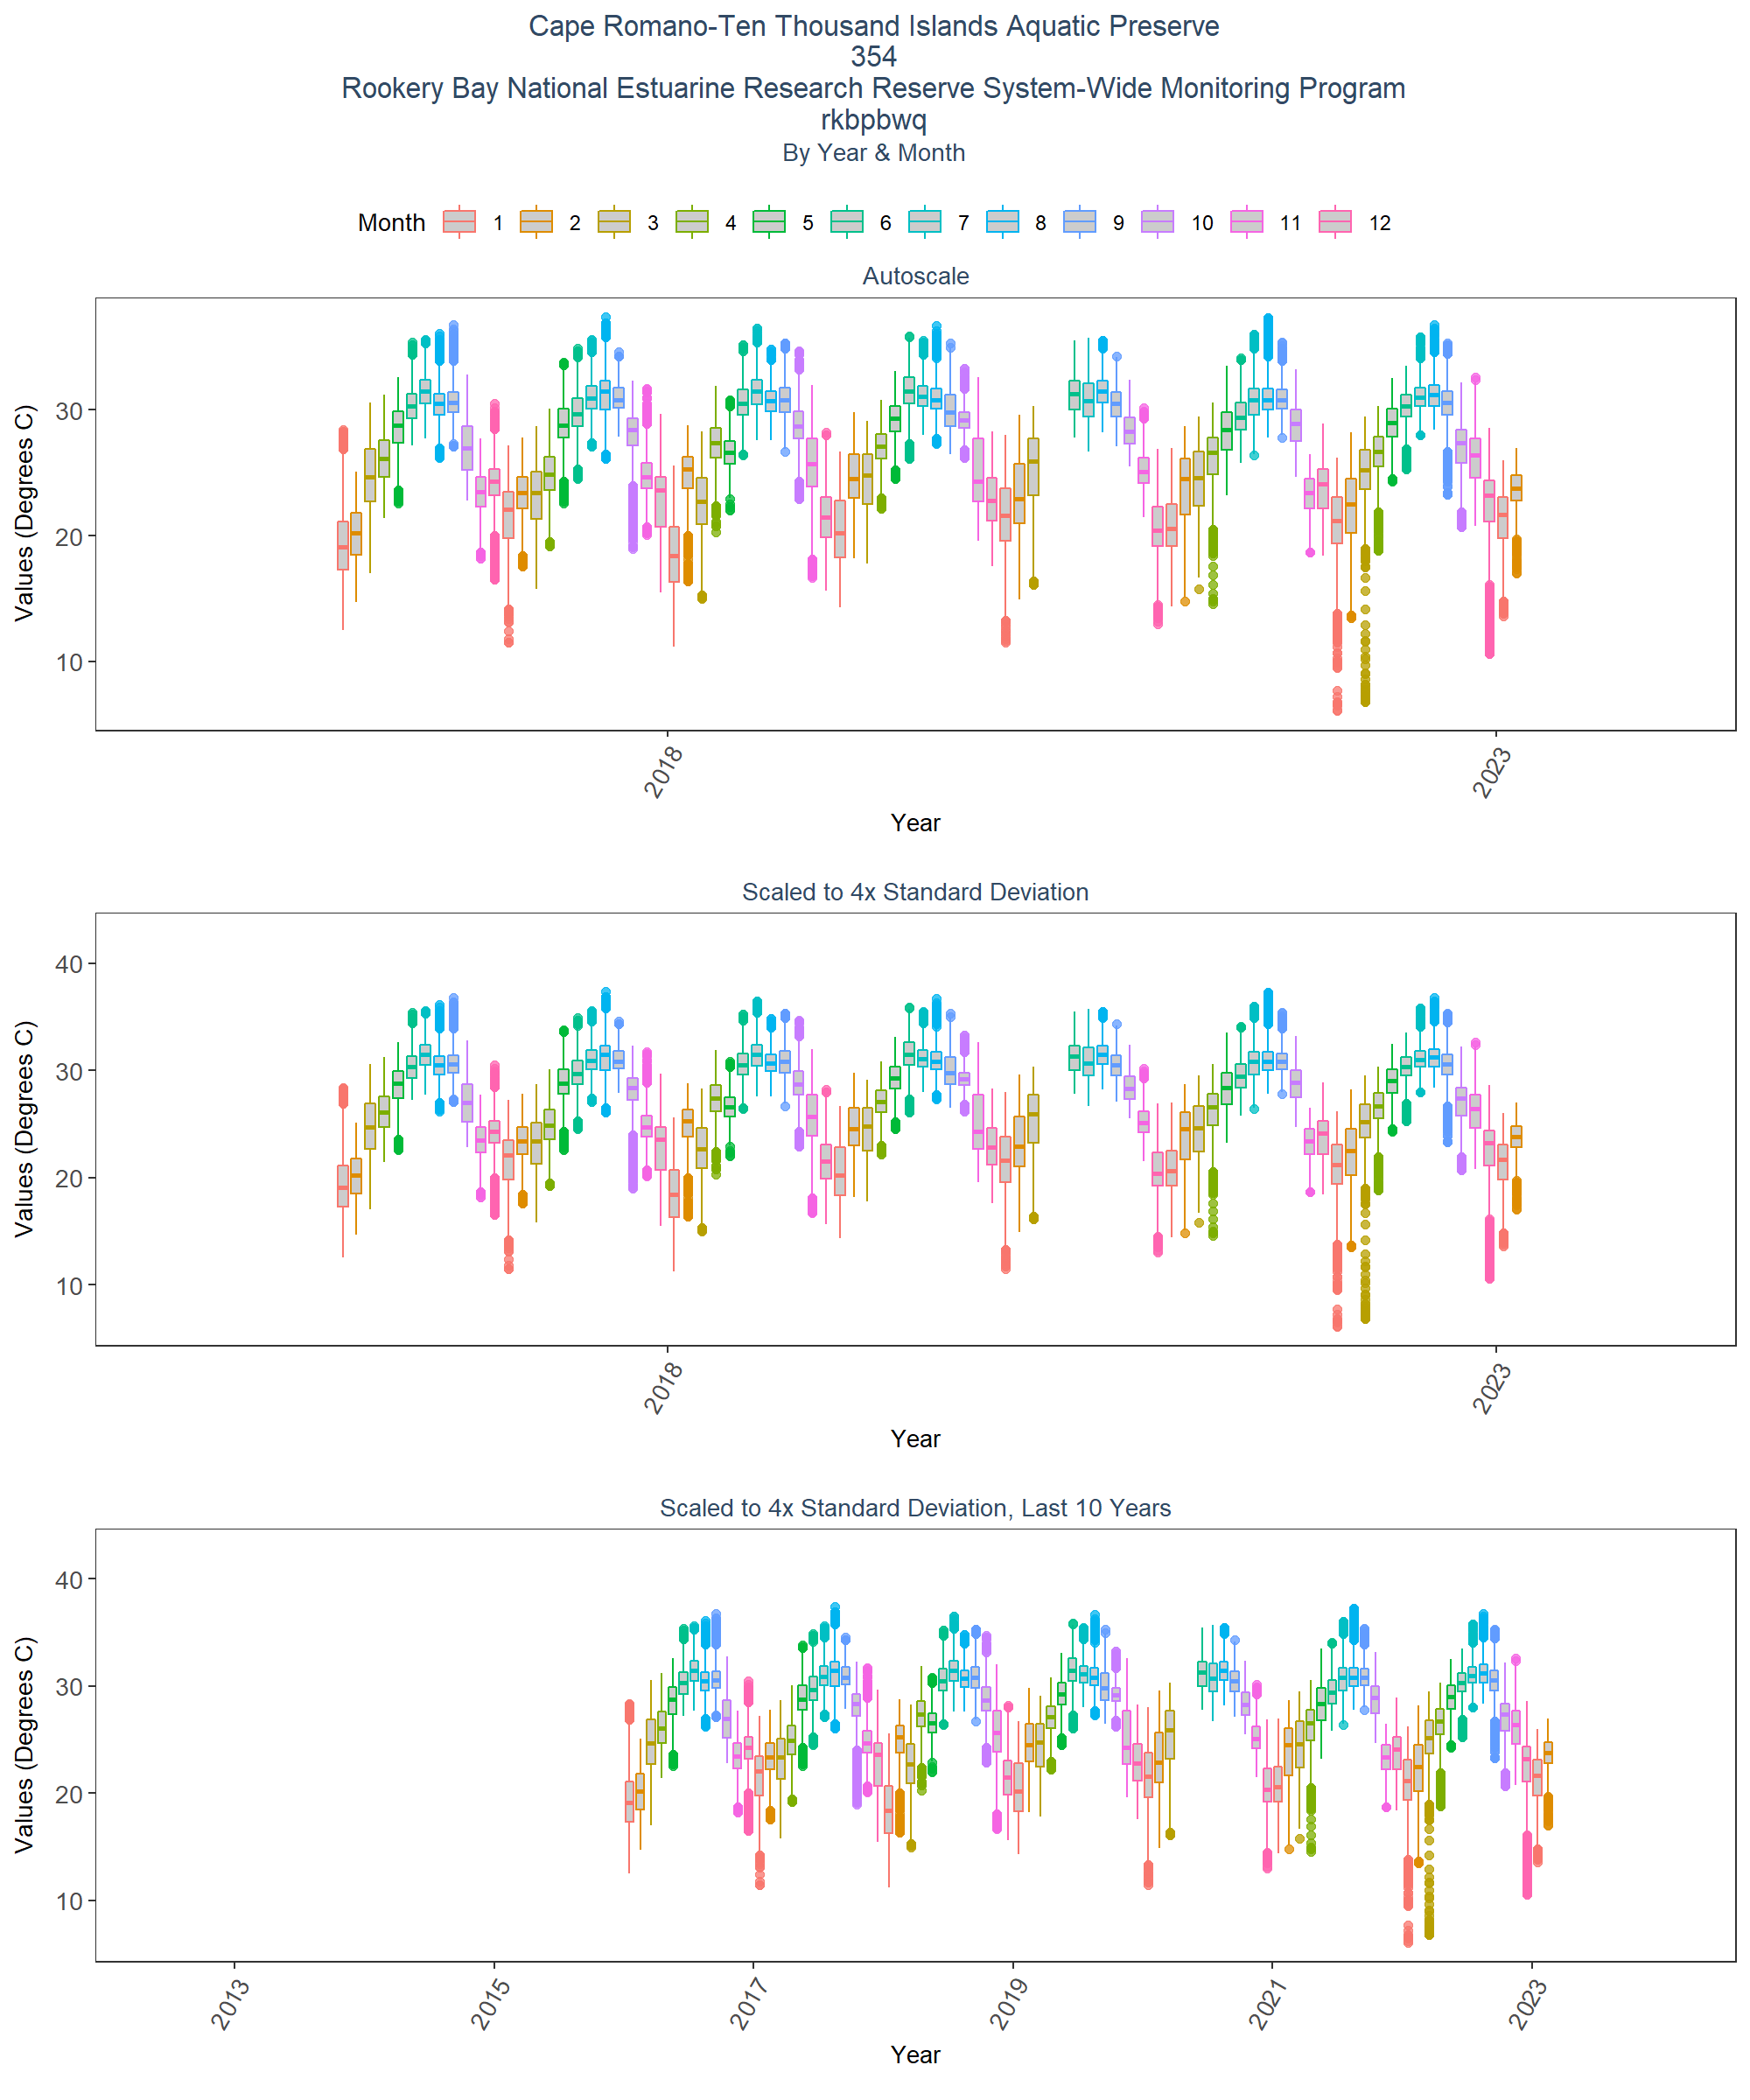 Cape Romano-Ten Thousand Islands Aquatic Preserve
354
Rookery Bay National Estuarine Research Reserve System-Wide Monitoring Program
rkbpbwq
By Year & Month
Month 1 2 3 4 5 6 7 8 9 10 11 12
Autoscale
Values (Degrees C)
30
20
10
2018 2023
Year
Scaled to 4x Standard Deviation
Values (Degrees C)
40
30
20
10
2018 2023
Year
Scaled to 4x Standard Deviation, Last 10 Years
Values (Degrees C)
40
30
20
10
2013 2015 2017 2019 2021 2023
Year